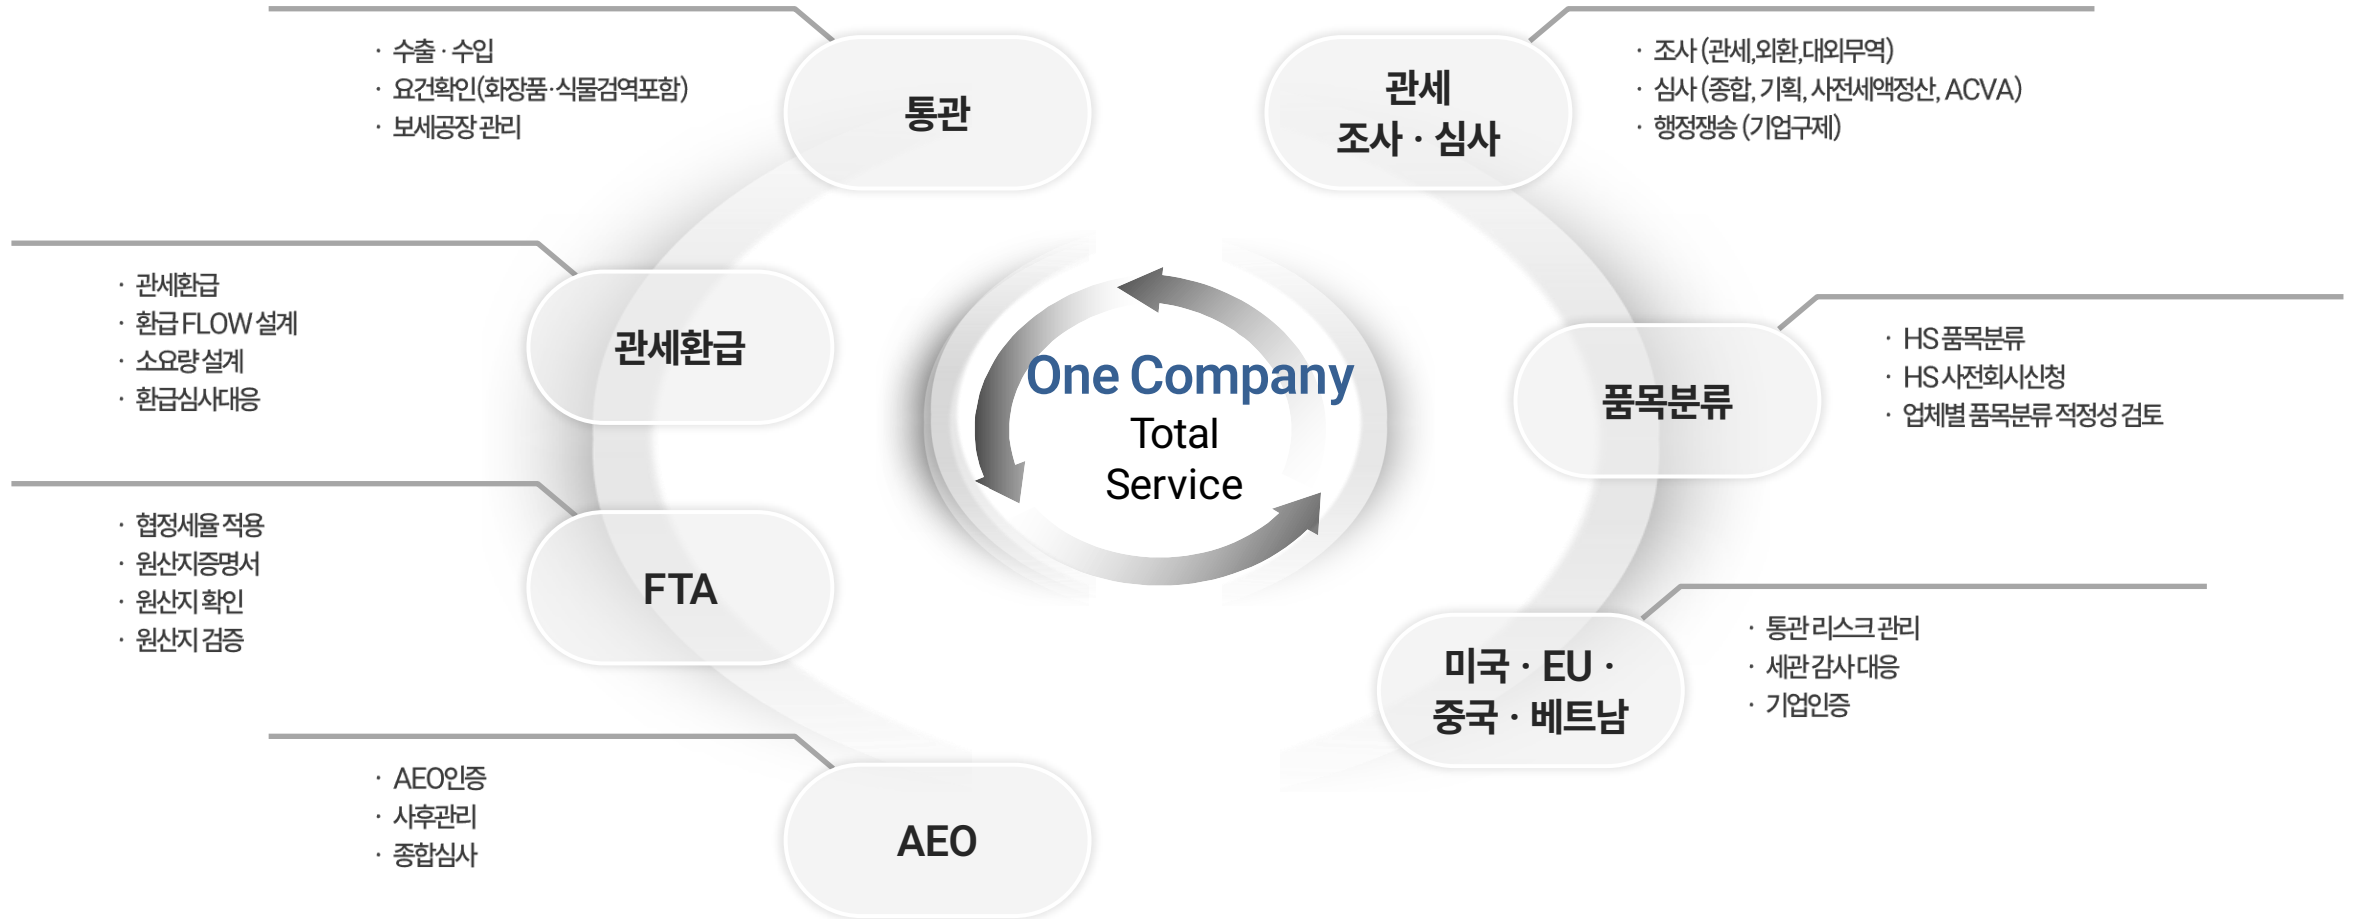 통관
· 수출 · 수입
· 요건확인(화장품·식물검역포함)
· 보세공장 관리
관세환급
· 관세환급
· 환급 FLOW 설계
· 소요량 설계
· 환급심사대응
FTA
· 협정세율 적용
· 원산지증명서
· 원산지 확인
· 원산지 검증
AEO
· AEO인증
· 사후관리
· 종합심사
One Company
Total
Service
관세
조사 · 심사
· 조사 (관세,외환,대외무역)
· 심사 (종합, 기획, 사전세액정산, ACVA)
· 행정쟁송 (기업구제)
품목분류
· HS 품목분류
· HS 사전회시신청
· 업체별 품목분류 적정성 검토
미국 · EU ·
중국 · 베트남
· 통관 리스크 관리
· 세관 감사 대응
· 기업인증